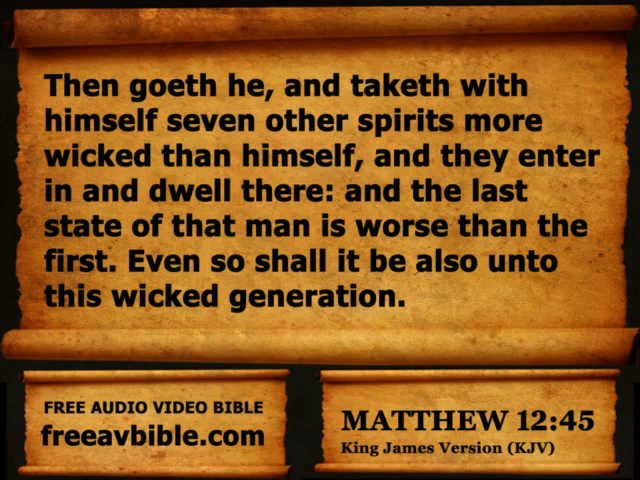 Then goeth he, and taketh with
himself seven other spirits more
wicked than himself, and they enter
in and dwell there: and the last
state of that man is worse than the
first. Even so shall it be also unto
this wicked generation.
FREE AUDIO VIDEO BIBLE
freeavbible.com
MATTHEW 12:45
King James Version (KJV)